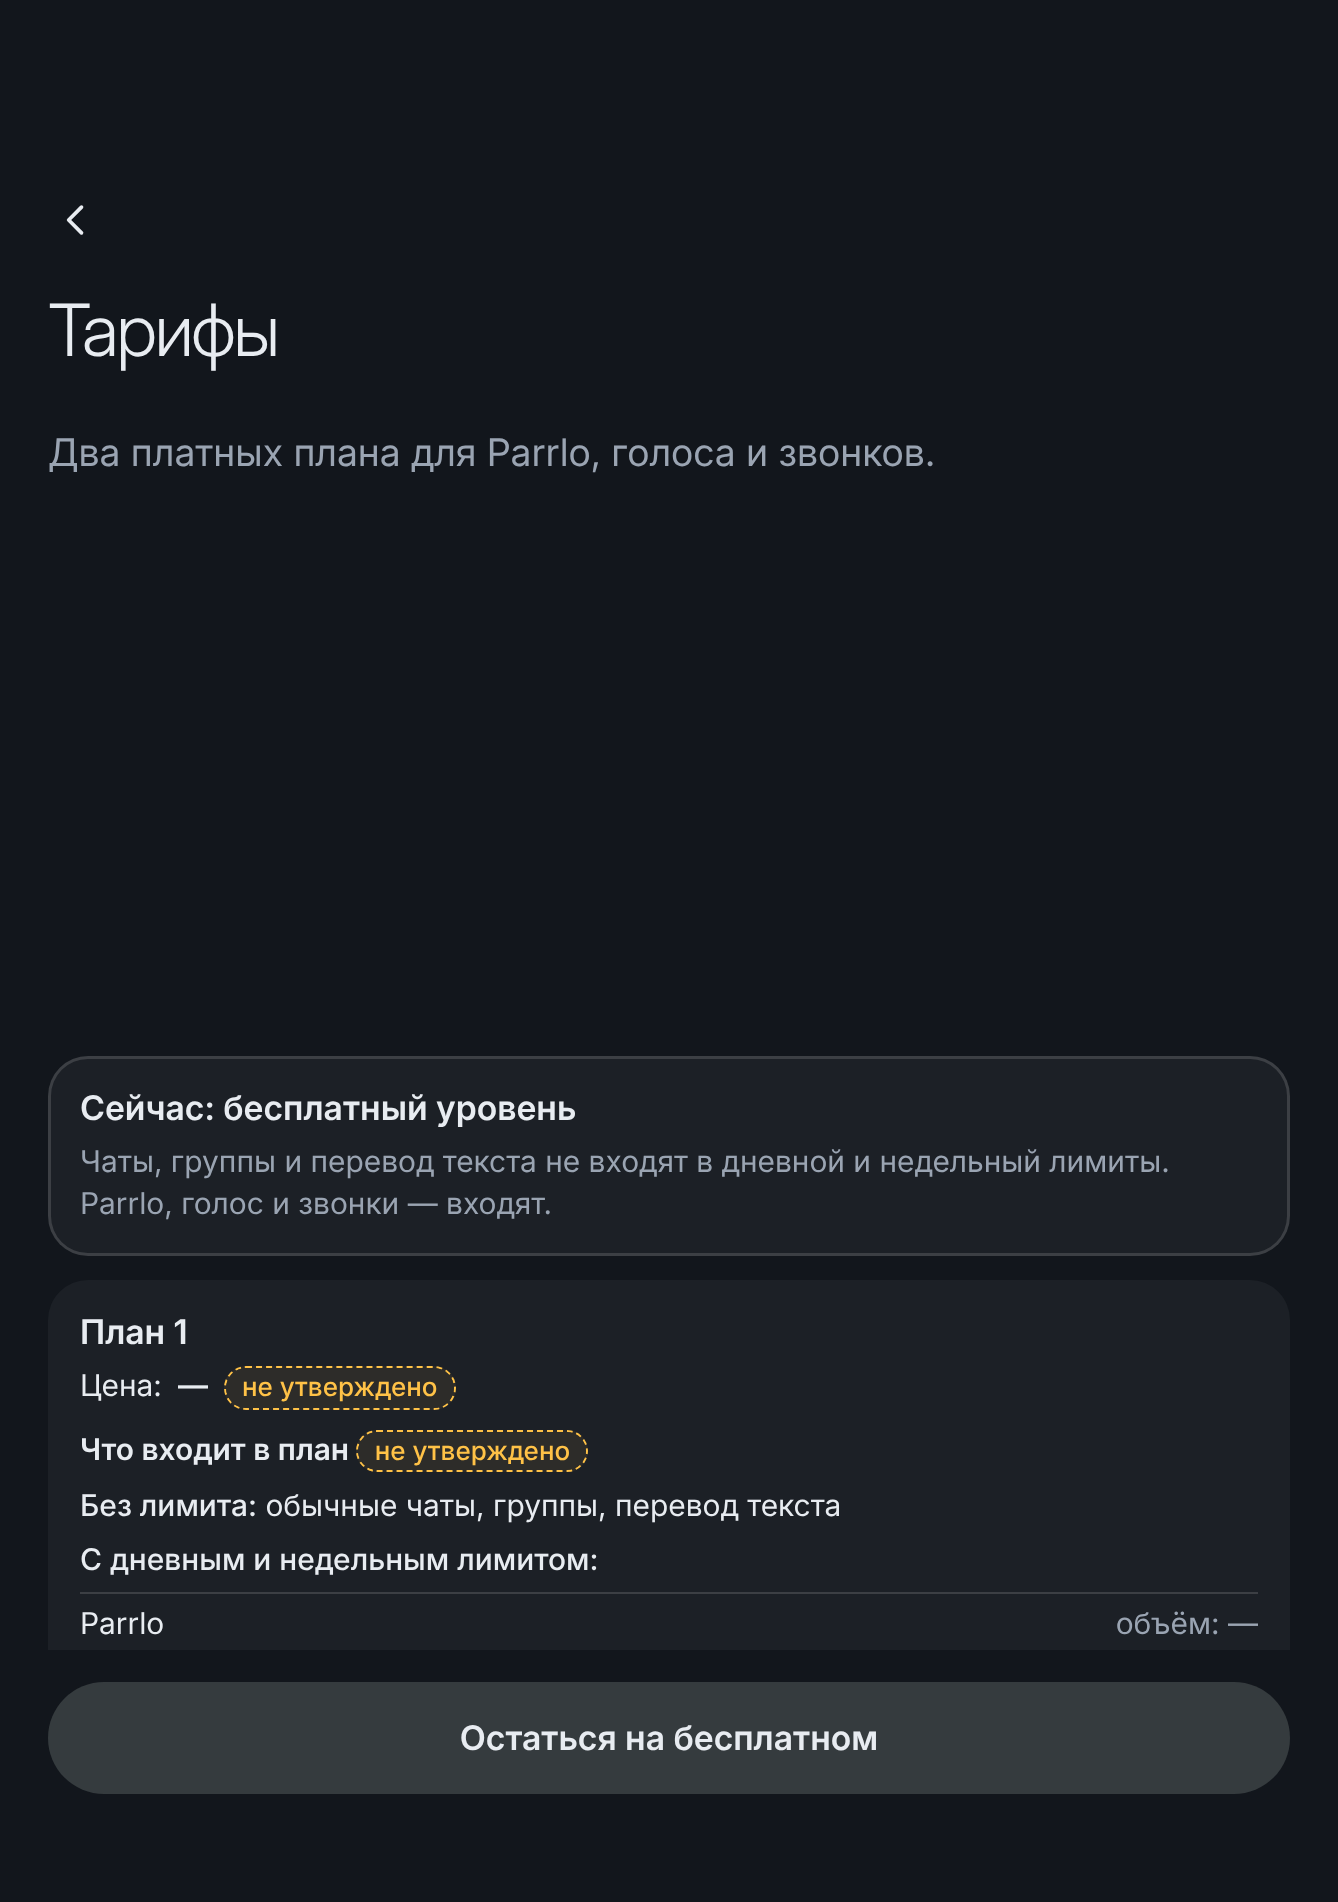 Тарифы
Два платных плана для Parrlo, голоса и звонков.
Сейчас: бесплатный уровень
Чаты, группы и перевод текста не входят в дневной и недельный лимиты.
Parrlo, голос и звонки — входят.
План 1
Цена: — не утверждено
Что входит в план не утверждено
Без лимита: обычные чаты, группы, перевод текста
С дневным и недельным лимитом:
Parrlo объём: —
Остаться на бесплатном